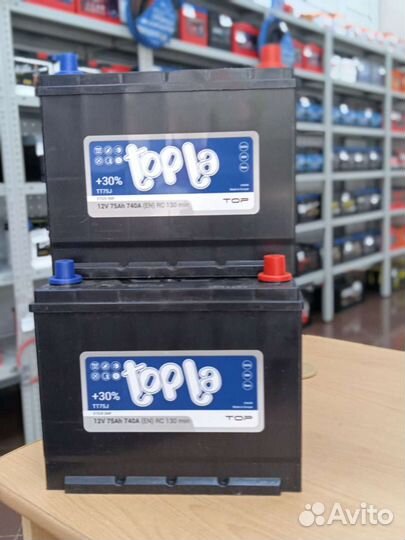 topla
+30%
TT75J
12V 75Ah 740A (EN) RC 130 min
TOP
topla
+30%
TT75J
12V 75Ah 740A (EN) RC 130 min
TOP
Avito